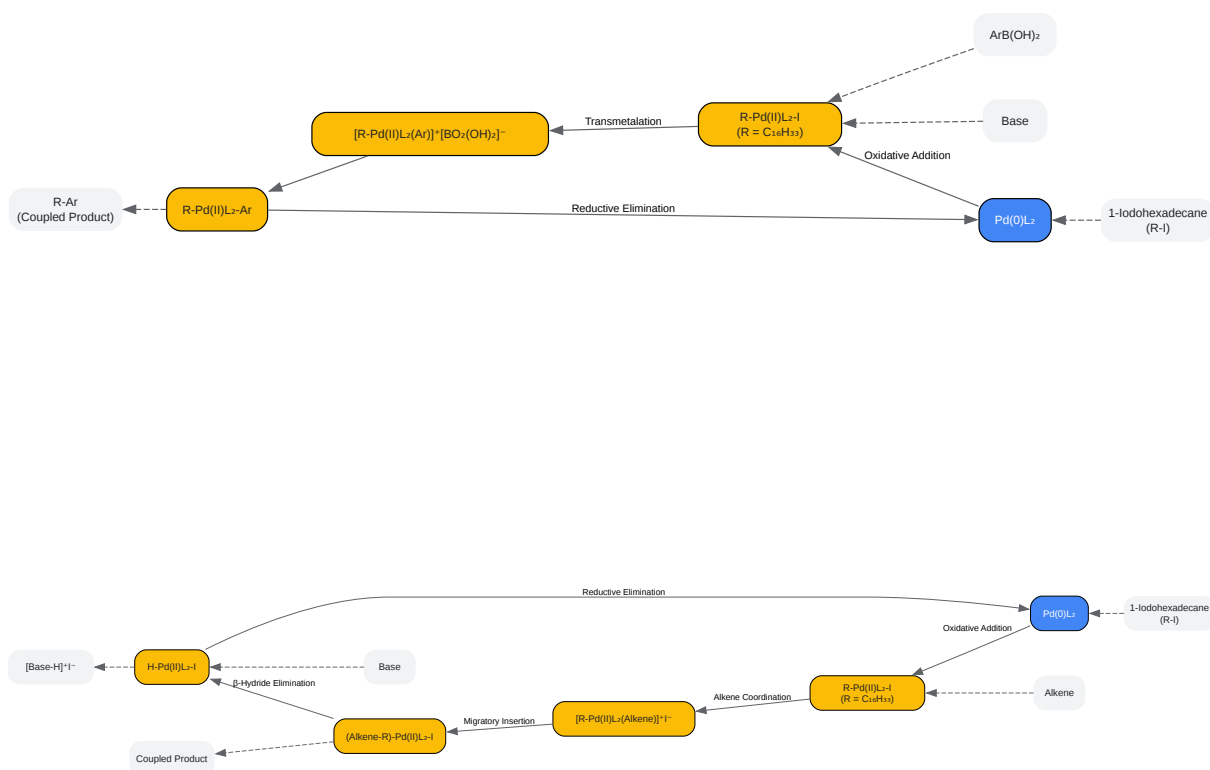 ArB(OH)₂
R-Pd(II)L₂-I
(R = C₁₆H₃₃)
Base
Transmetalation
[R-Pd(II)L₂(Ar)]⁺[BO₂(OH)₂]⁻
Oxidative Addition
R-Ar
(Coupled Product)
R-Pd(II)L₂-Ar
Reductive Elimination
Pd(0)L₂
1-Iodohexadecane
(R-I)
Reductive Elimination
Pd(0)L₂
1-Iodohexadecane
(R-I)
Oxidative Addition
[Base-H]⁺I⁻
H-Pd(II)L₂-I
Base
β-Hydride Elimination
R-Pd(II)L₂-I
(R = C₁₆H₃₃)
Alkene
Alkene Coordination
[R-Pd(II)L₂(Alkene)]⁺I⁻
Migratory Insertion
(Alkene-R)-Pd(II)L₂-I
Coupled Product